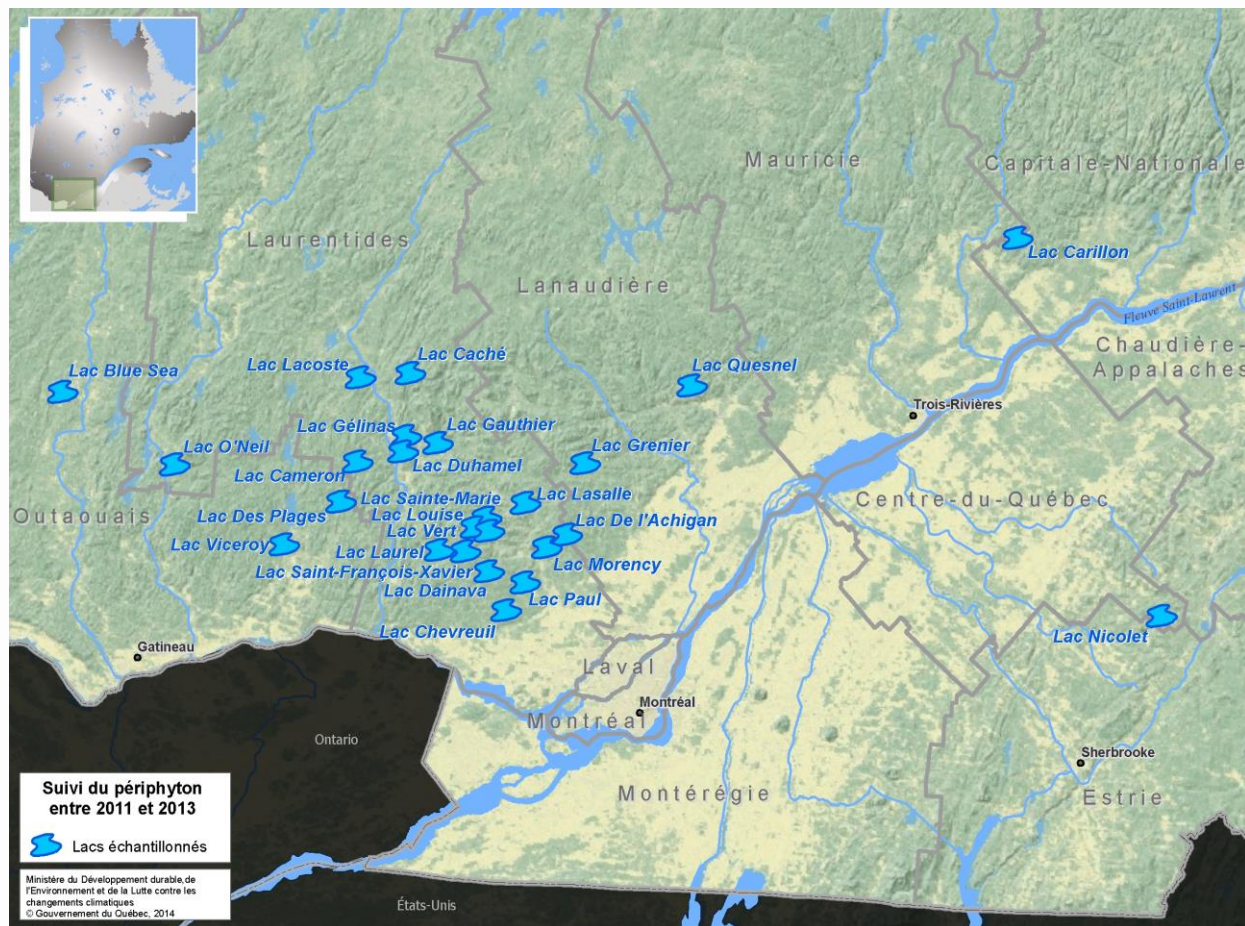 Mauricie
Capitale-Nationale
Laurentides
Lac Carillon
Lanaudière
Fleuve Saint-Laurent
Chaudière-
Appalaches
Lac Caché
Lac Lacoste
Lac Quesnel
Lac Blue Sea
Trois-Rivières
Lac Gélinas
Lac Gauthier
Lac O'Neil
Lac Grenier
Lac Cameron
Lac Duhamel
Lac Sainte-Marie
Lac Lasalle
Centre-du-Québec
Outaouais
Lac Des Plages
Lac Louise
Lac De l'Achigan
Lac Vert
Lac Viceroy
Lac Laurel
Lac Morency
Lac Saint-François-Xavier
Lac Dainava
Lac Paul
Lac Chevreuil
Lac Nicolet
Gatineau
Laval
Montréal
Montréal
Ontario
Sherbrooke
Montérégie
Estrie
Suivi du périphyton
entre 2011 et 2013
Lacs échantillonnés
Ministère du Développement durable,de
l'Environnement et de la Lutte contre les
changements climatiques
© Gouvernement du Québec, 2014
États-Unis